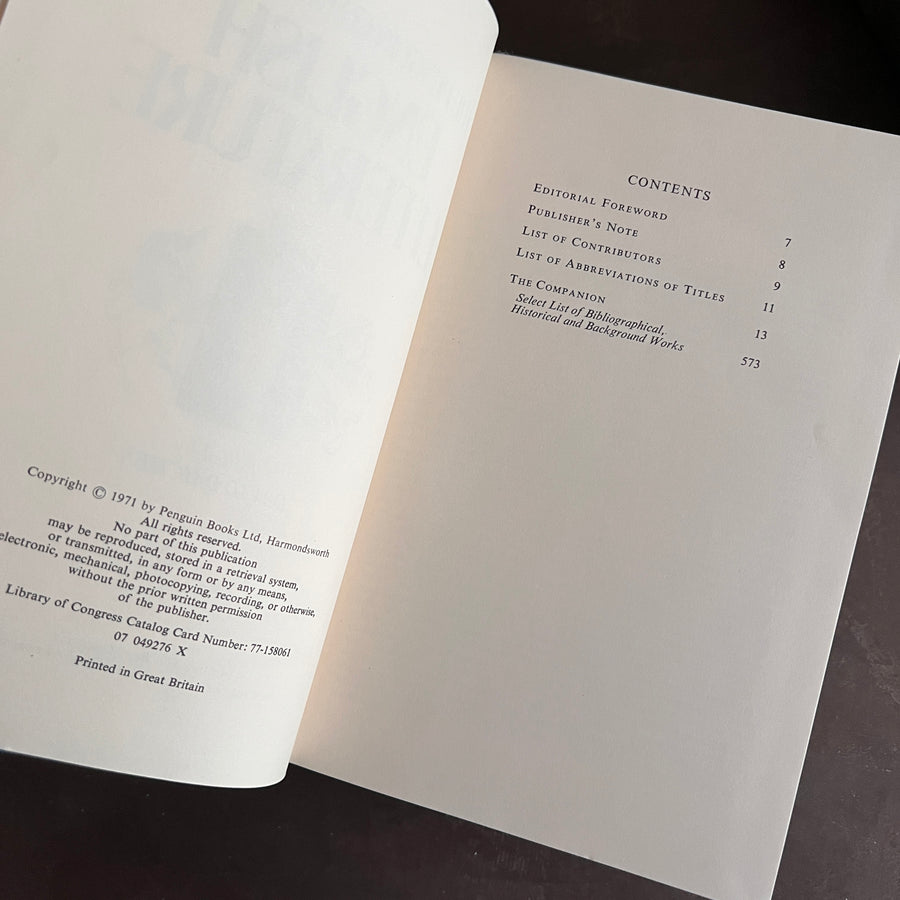 Copyright © 1971 by Penguin Books Ltd, Harmondsworth
All rights reserved.
No part of this publication
may be reproduced, stored in a retrieval system,
or transmitted, in any form or by any means,
electronic, mechanical, photocopying, recording, or otherwise,
without the prior written permission
of the publisher.
Library of Congress Catalog Card Number: 77-158061
07 049276 X
Printed in Great Britain
CONTENTS
EDITORIAL FOREWORD 7
PUBLISHER'S NOTE 8
LIST OF CONTRIBUTORS 9
LIST OF ABBREVIATIONS OF TITLES 11
THE COMPANION 13
Select List of Bibliographical,
Historical and Background Works 573